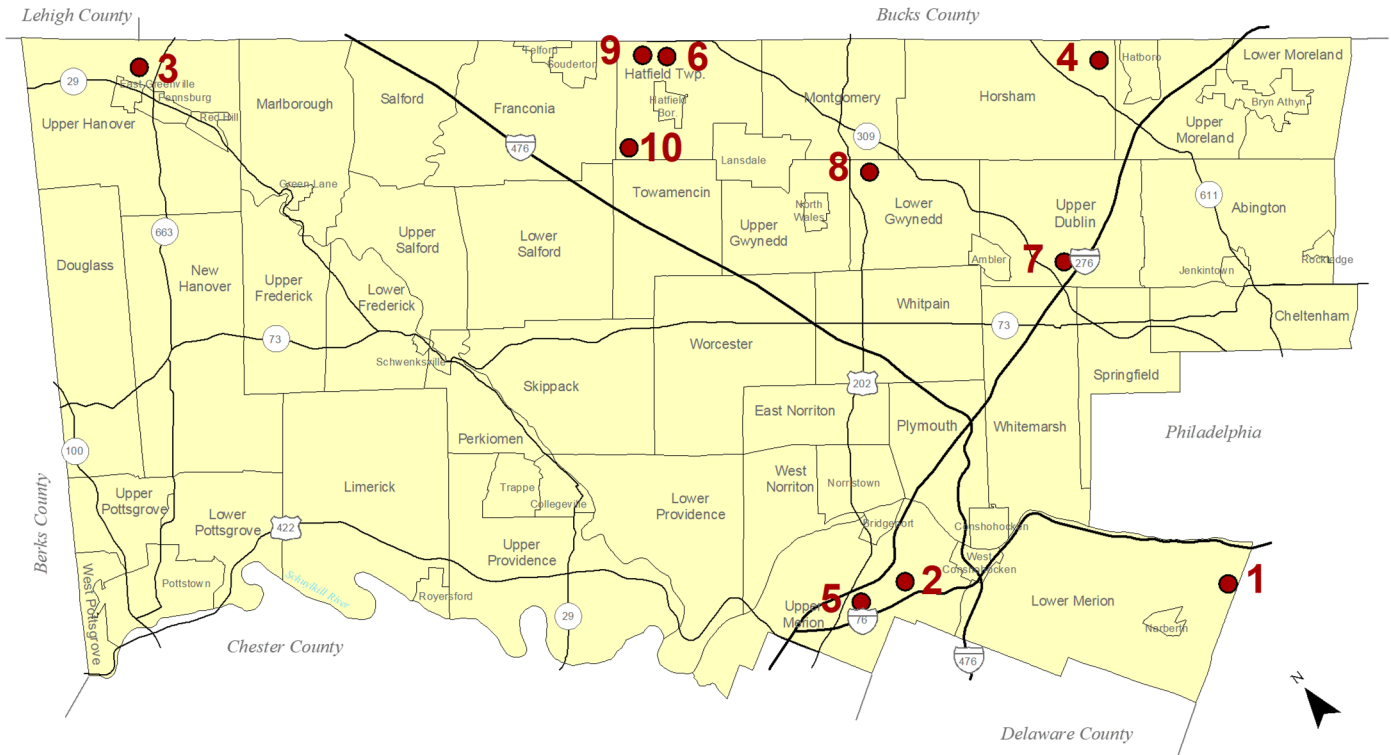 Lehigh County
Bucks County
3
9
6
4
Telford
Souderton
Hatfield Twp.
Hatboro
Lower Moreland
29
East Greenville
Pennsburg
Red Hill
Upper Hanover
Marlborough
Salford
Franconia
Hatfield
Bor.
Montgomery
Horsham
Bryn Athyn
Upper
Moreland
476
10
309
8
Lansdale
Green Lane
Towamencin
North
Wales
Lower
Gwynedd
Upper
Dublin
611
Abington
663
Upper
Salford
Lower
Salford
Upper
Gwynedd
7
276
Ambler
Jenkintown
Rockledge
Douglass
New
Hanover
Upper
Frederick
Lower
Frederick
Whitpain
Cheltenham
73
73
Schwenksville
Worcester
Skippack
202
Springfield
East Norriton
Plymouth
Whitemarsh
Philadelphia
Perkiomen
100
Berks County
Upper
Pottsgrove
Lower
Pottsgrove
422
Limerick
Trappe
Collegeville
Lower
Providence
West
Norriton
Norristown
Bridgeport
Conshohocken
Upper
Providence
West
Conshohocken
West Pottsgrove
Pottstown
Schuylkill River
Royersford
29
5
2
1
Upper
Merion
76
Lower Merion
Narberth
Chester County
476
N
Delaware County